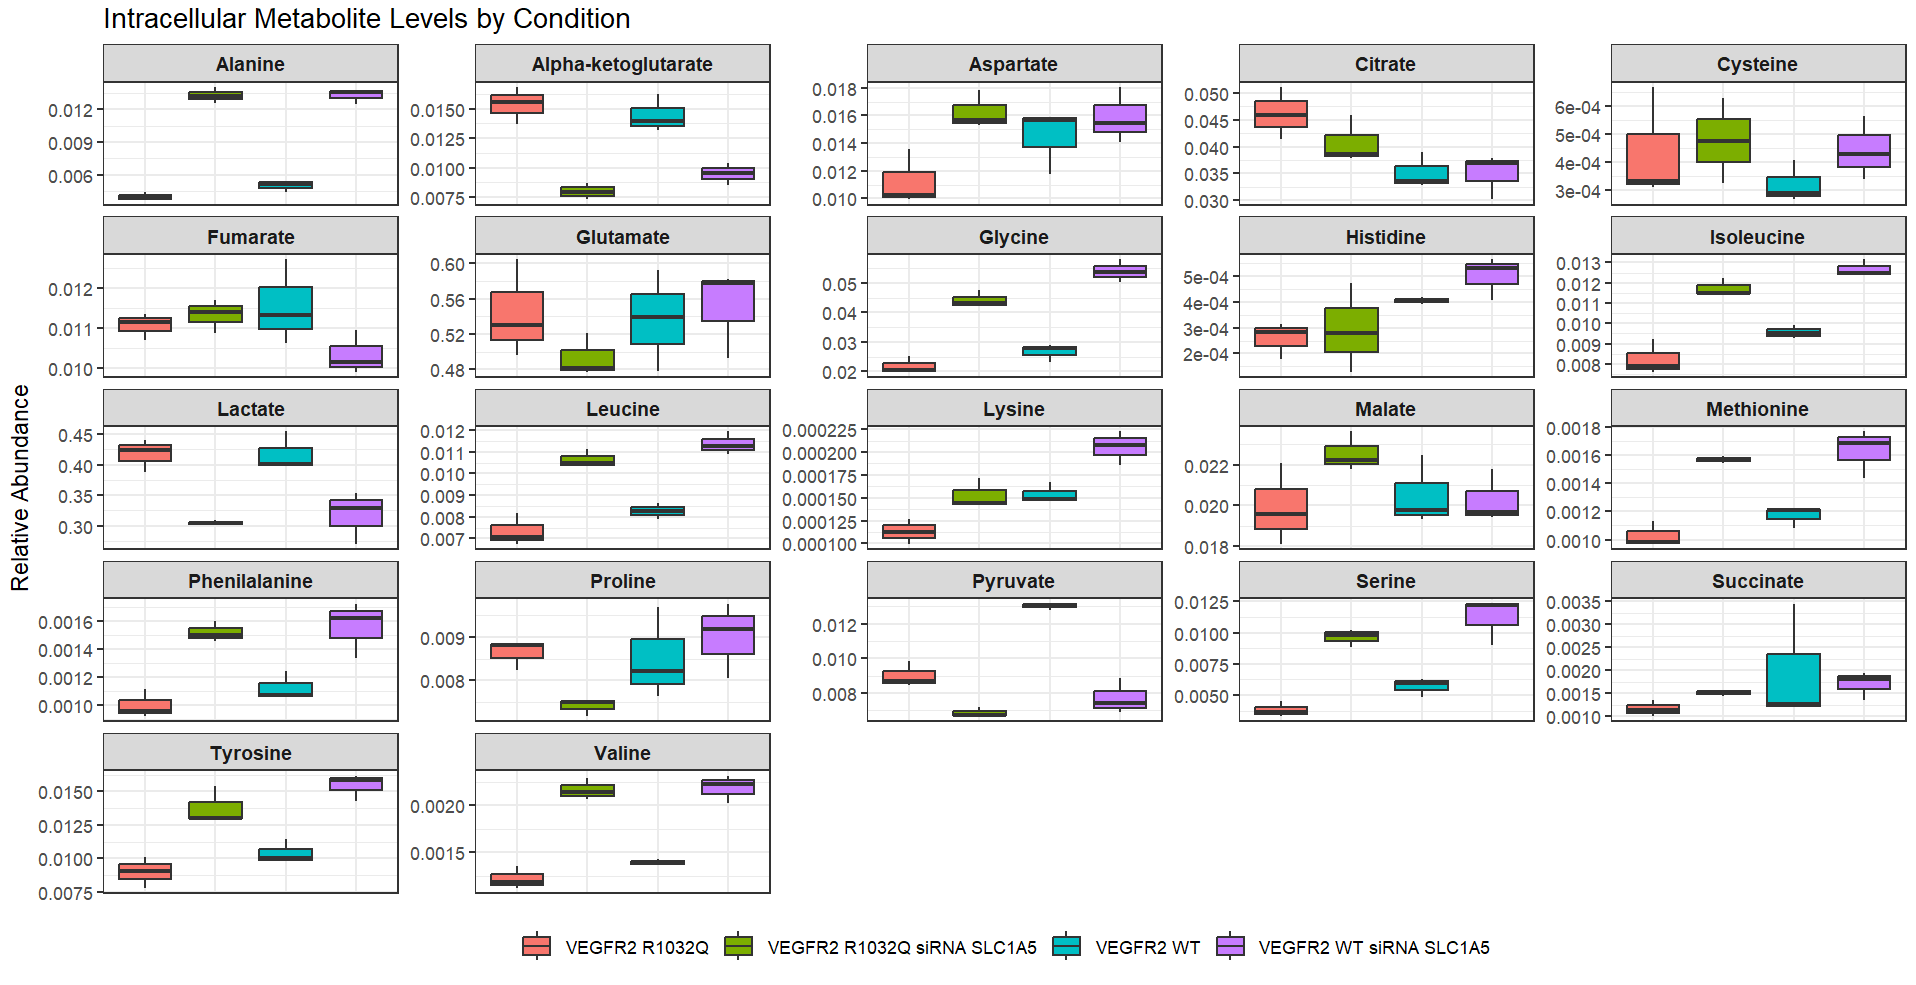 Intracellular Metabolite Levels by Condition
Relative Abundance
Alanine
0.012
0.009
0.006
Alpha-ketoglutarate
0.0150
0.0125
0.0100
0.0075
Aspartate
0.018
0.016
0.014
0.012
0.010
Citrate
0.050
0.045
0.040
0.035
0.030
Cysteine
6e-04
5e-04
4e-04
3e-04
Fumarate
0.012
0.011
0.010
Glutamate
0.60
0.56
0.52
0.48
Glycine
0.05
0.04
0.03
0.02
Histidine
5e-04
4e-04
3e-04
2e-04
Isoleucine
0.013
0.012
0.011
0.010
0.009
0.008
Lactate
0.45
0.40
0.35
0.30
Leucine
0.012
0.011
0.010
0.009
0.008
0.007
Lysine
0.000225
0.000200
0.000175
0.000150
0.000125
0.000100
Malate
0.022
0.020
0.018
Methionine
0.0018
0.0016
0.0014
0.0012
0.0010
Phenilalanine
0.0016
0.0014
0.0012
0.0010
Proline
0.009
0.008
Pyruvate
0.012
0.010
0.008
Serine
0.0125
0.0100
0.0075
0.0050
Succinate
0.0035
0.0030
0.0025
0.0020
0.0015
0.0010
Tyrosine
0.0150
0.0125
0.0100
0.0075
Valine
0.0020
0.0015
VEGFR2 R1032Q
VEGFR2 R1032Q siRNA SLC1A5
VEGFR2 WT
VEGFR2 WT siRNA SLC1A5